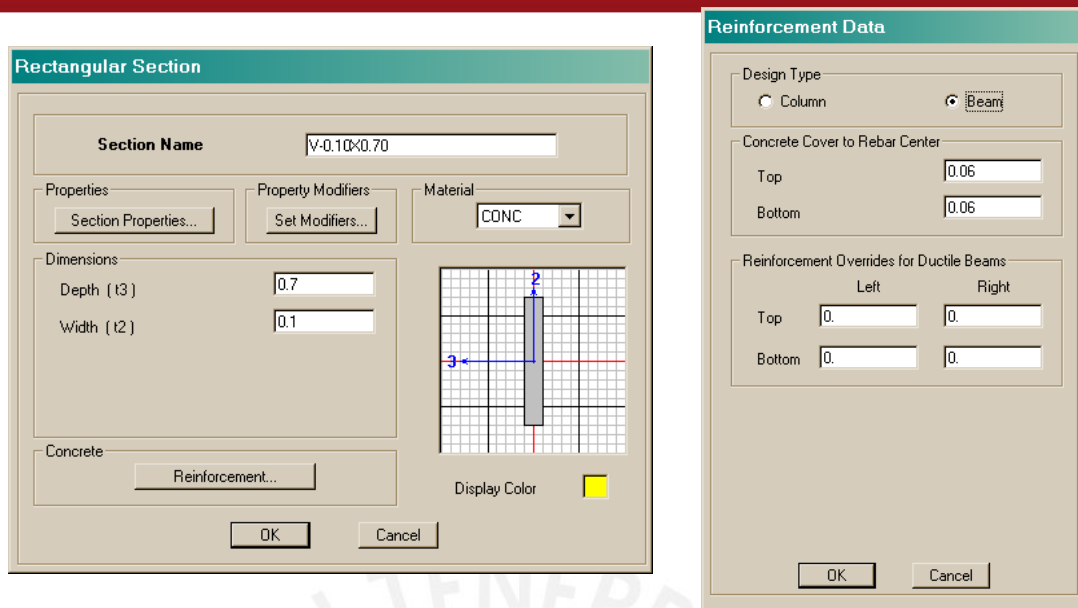 Rectangular Section
Section Name V-0.10X0.70
Properties Property Modifiers Material
Section Properties... Set Modifiers... CONC
Dimensions
Depth ( t3 ) 0.7
Width ( t2 ) 0.1
2
3
Concrete
Reinforcement...
Display Color
OK Cancel
Reinforcement Data
Design Type
Column Beam
Concrete Cover to Rebar Center
Top 0.06
Bottom 0.06
Reinforcement Overrides for Ductile Beams
Left Right
Top 0. 0.
Bottom 0. 0.
OK Cancel